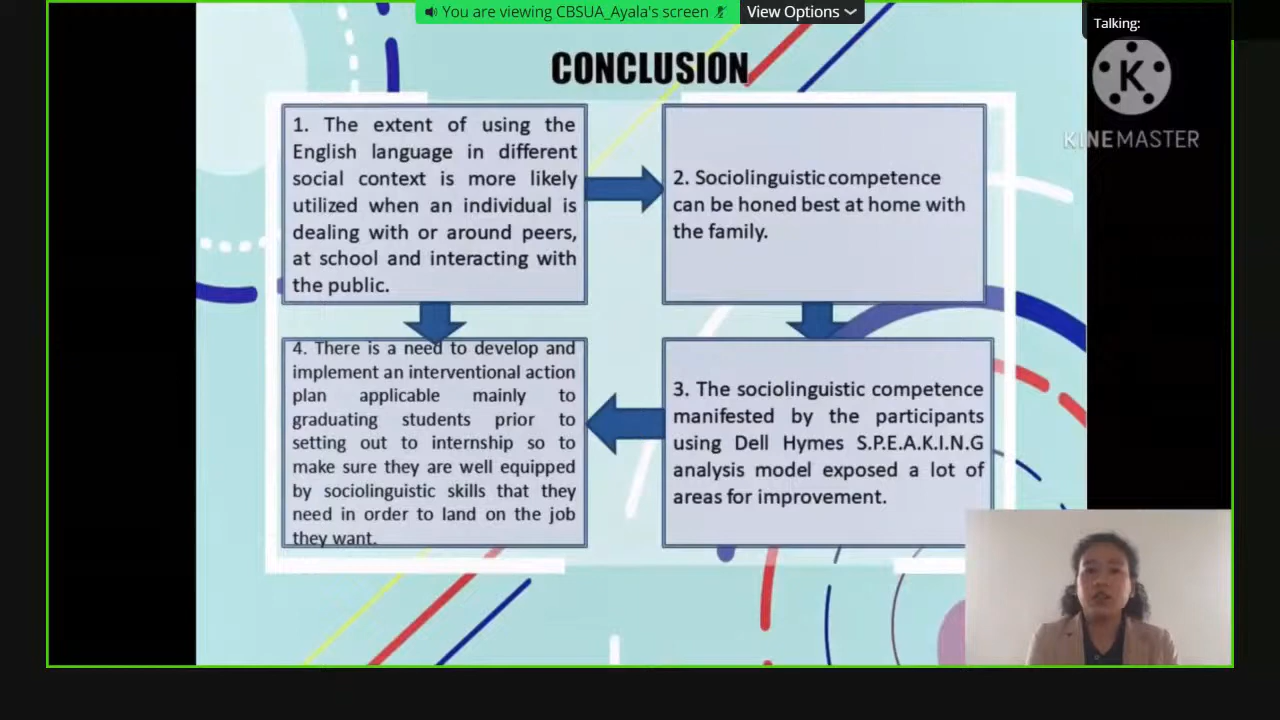 You are viewing CBSUA_Ayala's screen
View Options
Talking:
K
KINEMASTER
CONCLUSION
1. The extent of using the
English language in different
social context is more likely
utilized when an individual is
dealing with or around peers,
at school and interacting with
the public.
2. Sociolinguistic competence
can be honed best at home with
the family.
3. The sociolinguistic competence
manifested by the participants
using Dell Hymes S.P.E.A.K.I.N.G
analysis model exposed a lot of
areas for improvement.
4. There is a need to develop and
implement an interventional action
plan applicable mainly to
graduating students prior to
setting out to internship so to
make sure they are well equipped
by sociolinguistic skills that they
need in order to land on the job
they want.